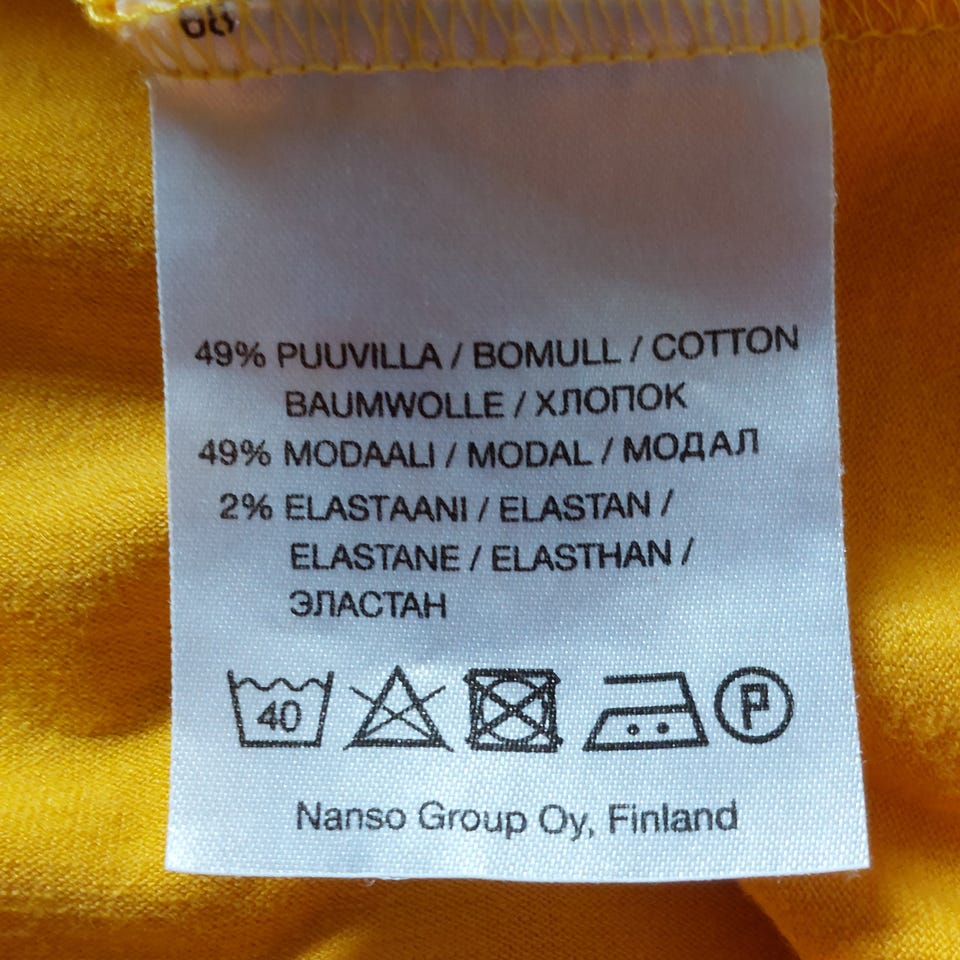 49% PUUVILLA / BOMULL / COTTON
BAUMWOLLE / ХЛОПОК
49% MODAALI / MODAL / МОДАЛ
2% ELASTAANI / ELASTAN /
ELASTANE / ELASTHAN /
ЭЛАСТАН
40 P
Nanso Group Oy, Finland